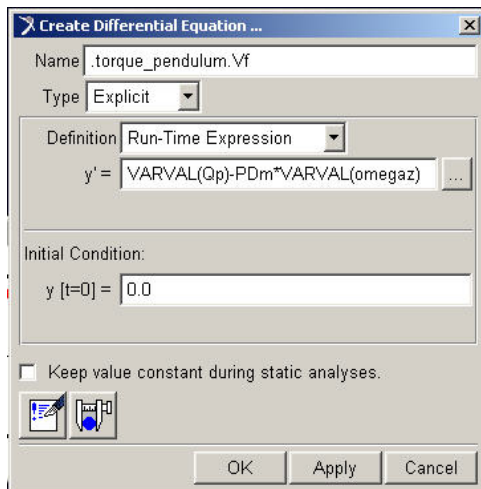 Create Differential Equation ...
Name .torque_pendulum.Vf
Type Explicit
Definition Run-Time Expression
y' = VARVAL(Qp)-PDm*VARVAL(omegaz) ...
Initial Condition:
y [t=0] = 0.0
Keep value constant during static analyses.
OK Apply Cancel